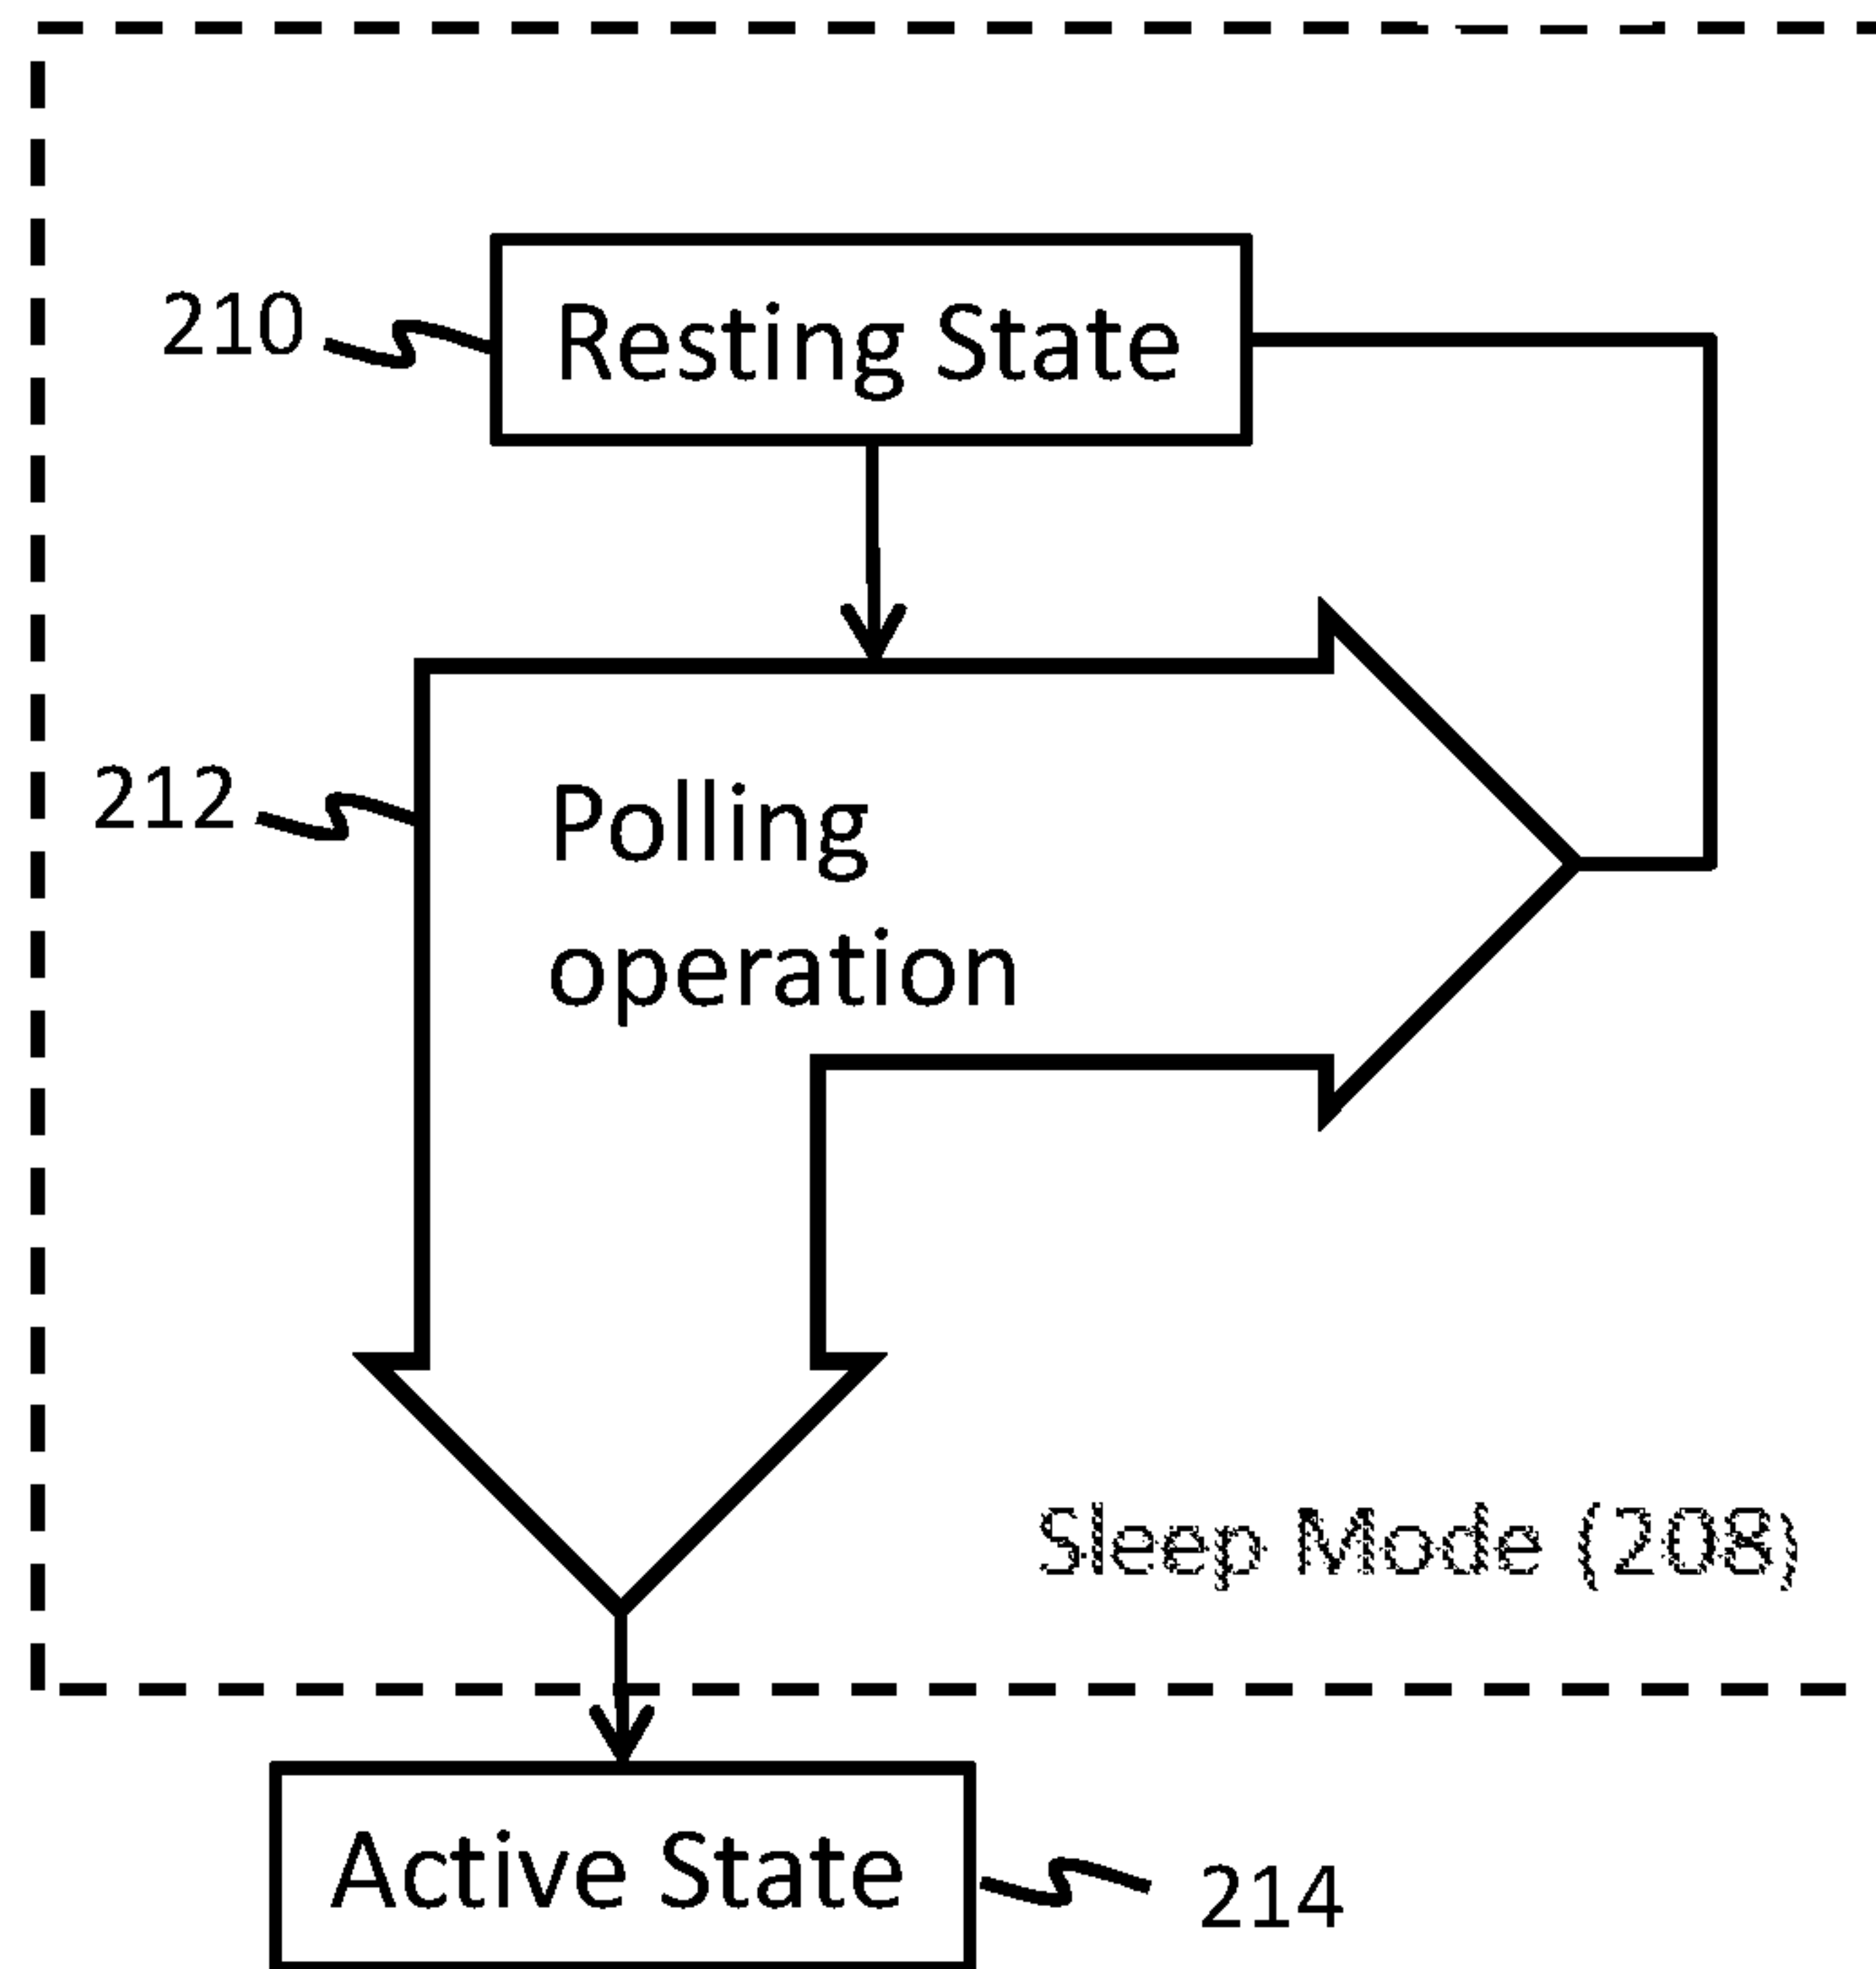 210
Resting State
212
Polling
operation
Sleep Mode (208)
Active State
214